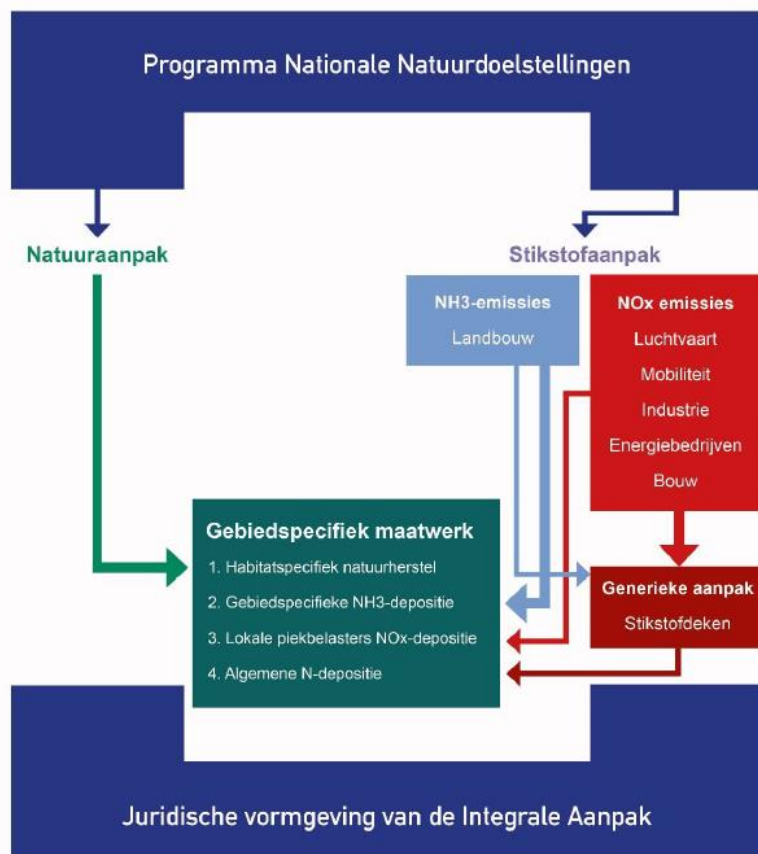 Programma Nationale Natuurdoelstellingen
Natuuraanpak
Stikstofaanpak
NH3-emissies
Landbouw
NOx emissies
Luchtvaart
Mobiliteit
Industrie
Energiebedrijven
Bouw
Gebiedspecifiek maatwerk
1. Habitatspecifiek natuurherstel
2. Gebiedspecifieke NH3-depositie
3. Lokale piekbelasters NOx-depositie
4. Algemene N-depositie
Generieke aanpak
Stikstofdeken
Juridische vormgeving van de Integrale Aanpak